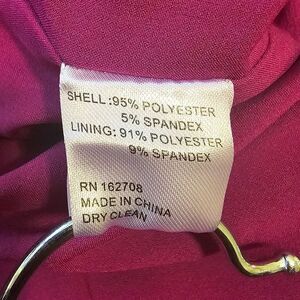 SHELL:95% POLYESTER
5% SPANDEX
LINING: 91% POLYESTER
9% SPANDEX
RN 162708
MADE IN CHINA
DRY CLEAN